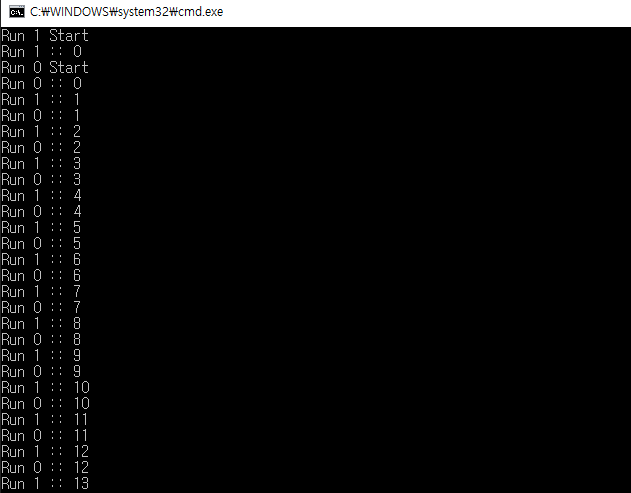 C:₩WINDOWS₩system32₩cmd.exe
Run 1 Start
Run 1 :: 0
Run 0 Start
Run 0 :: 0
Run 1 :: 1
Run 0 :: 1
Run 1 :: 2
Run 0 :: 2
Run 1 :: 3
Run 0 :: 3
Run 1 :: 4
Run 0 :: 4
Run 1 :: 5
Run 0 :: 5
Run 1 :: 6
Run 0 :: 6
Run 1 :: 7
Run 0 :: 7
Run 1 :: 8
Run 0 :: 8
Run 1 :: 9
Run 0 :: 9
Run 1 :: 10
Run 0 :: 10
Run 1 :: 11
Run 0 :: 11
Run 1 :: 12
Run 0 :: 12
Run 1 :: 13